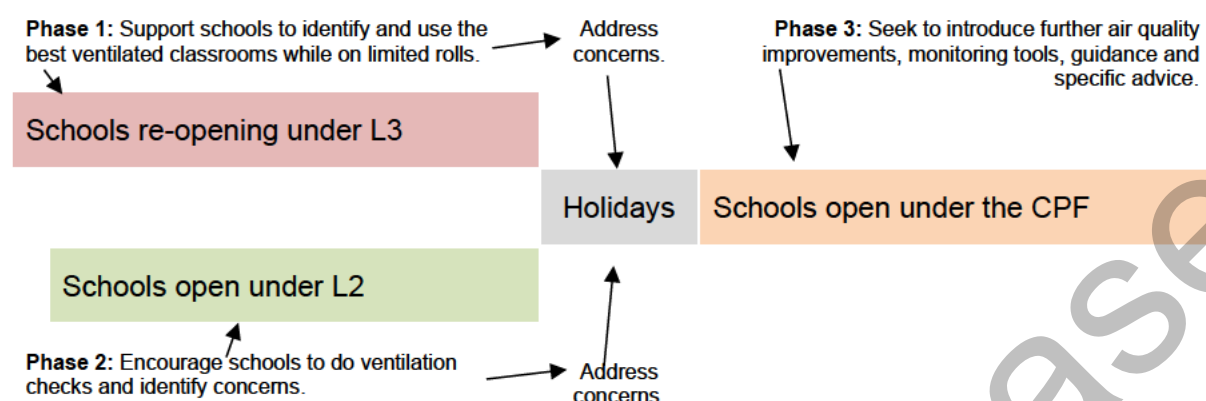 Phase 1: Support schools to identify and use the
best ventilated classrooms while on limited rolls.
Address
concerns.
Phase 3: Seek to introduce further air quality
improvements, monitoring tools, guidance and
specific advice.
Schools re-opening under L3
Holidays
Schools open under the CPF
Schools open under L2
Phase 2: Encourage schools to do ventilation
checks and identify concerns.
Address
concerns
ase